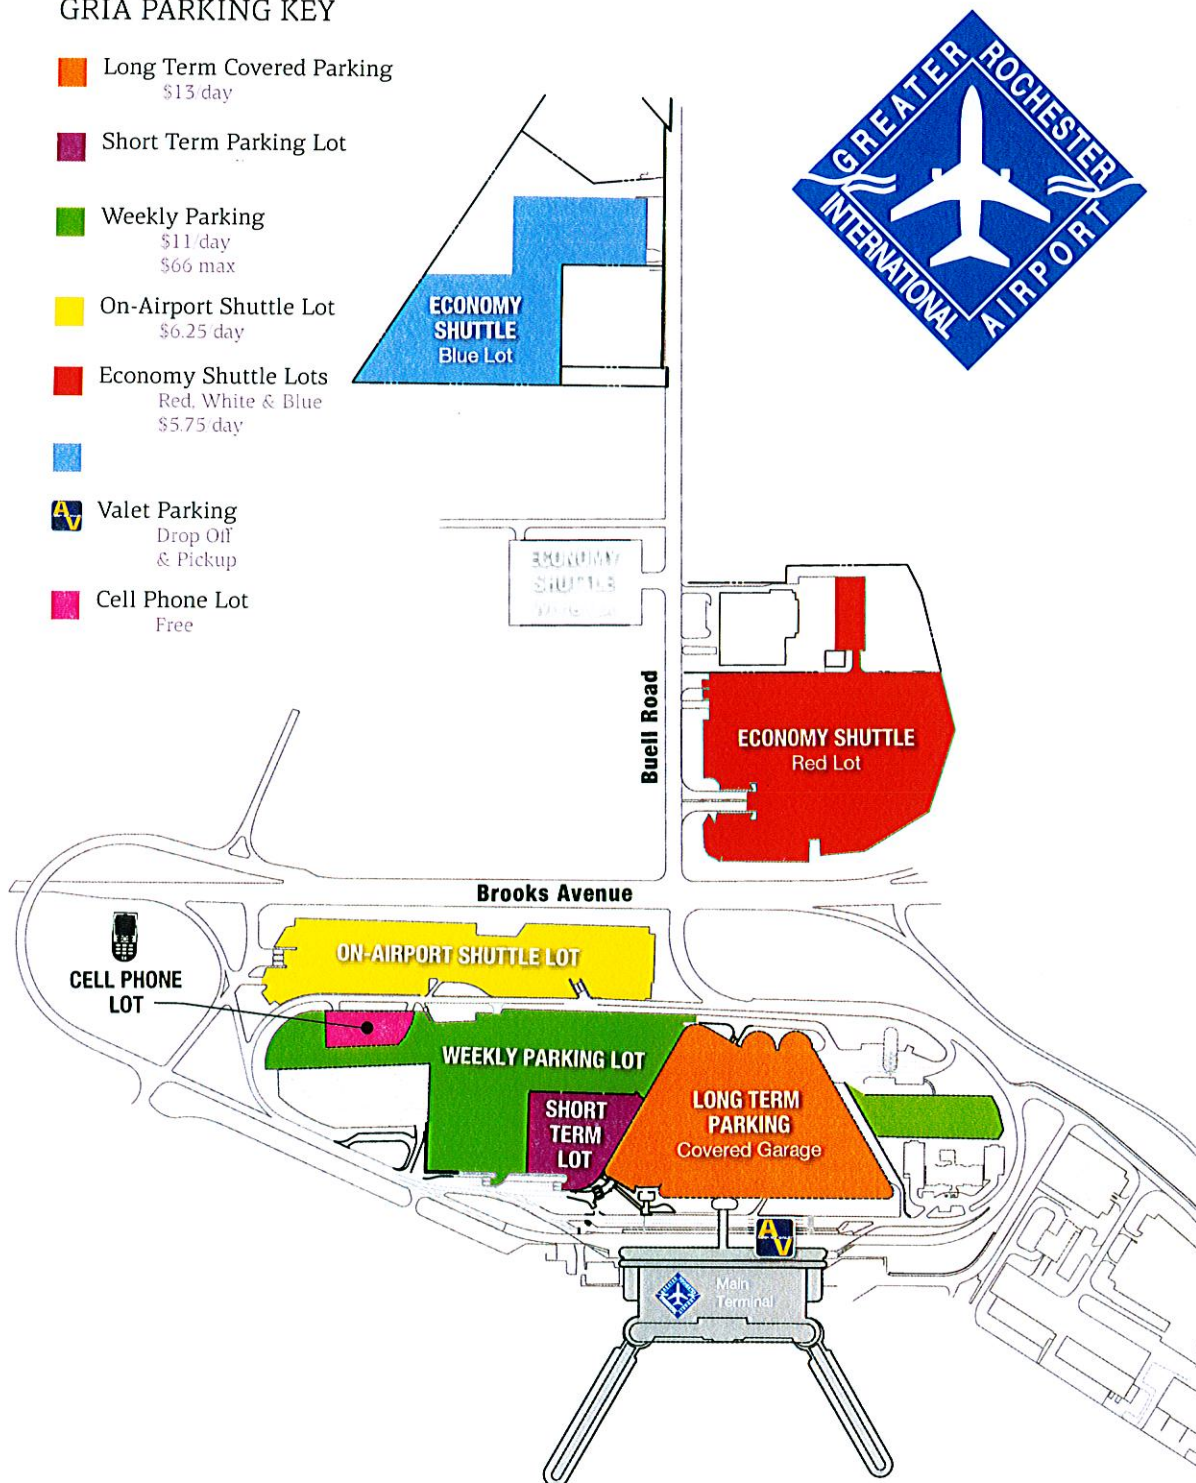 GRIA PARKING KEY
Long Term Covered Parking
$13/day
Short Term Parking Lot
Weekly Parking
$11/day
$66 max
On-Airport Shuttle Lot
$6.25/day
Economy Shuttle Lots
Red, White & Blue
$5.75 day
AV
Valet Parking
Drop Off
& Pickup
Cell Phone Lot
Free
GREATER ROCHESTER
INTERNATIONAL AIRPORT
ECONOMY
SHUTTLE
Blue Lot
ECONOMY
SHUTTLE
Buell Road
ECONOMY SHUTTLE
Red Lot
Brooks Avenue
ON-AIRPORT SHUTTLE LOT
CELL PHONE
LOT
WEEKLY PARKING LOT
SHORT
TERM
LOT
LONG TERM
PARKING
Covered Garage
AV
Main
Terminal